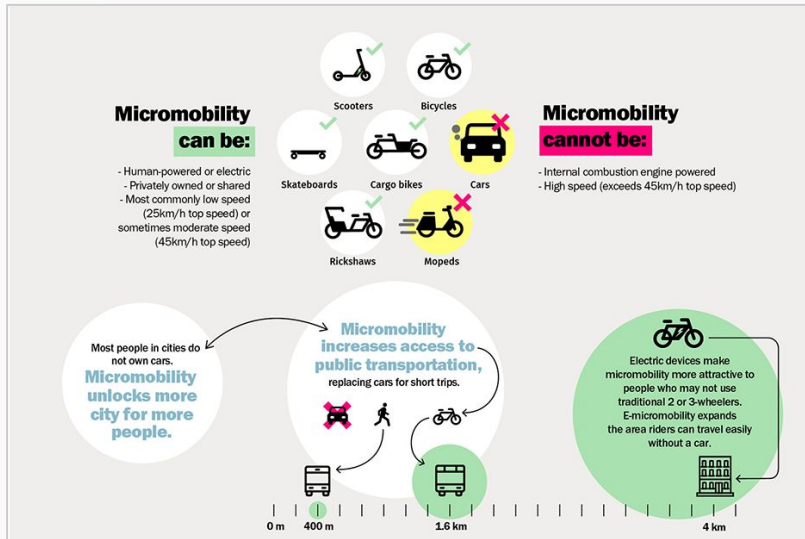 Scooters
Bicycles
Micromobility
can be:
- Human-powered or electric
- Privately owned or shared
- Most commonly low speed
(25km/h top speed) or
sometimes moderate speed
(45km/h top speed)
Skateboards
Cargo bikes
Cars
Rickshaws
Mopeds
Micromobility
cannot be:
- Internal combustion engine powered
- High speed (exceeds 45km/h top speed)
Most people in cities do
not own cars.
Micromobility
unlocks more
city for more
people.
Micromobility
increases access to
public transportation,
replacing cars for short trips.
Electric devices make
micromobility more attractive to
people who may not use
traditional 2 or 3-wheelers.
E-micromobility expands
the area riders can travel easily
without a car.
0 m
400 m
1.6 km
4 km